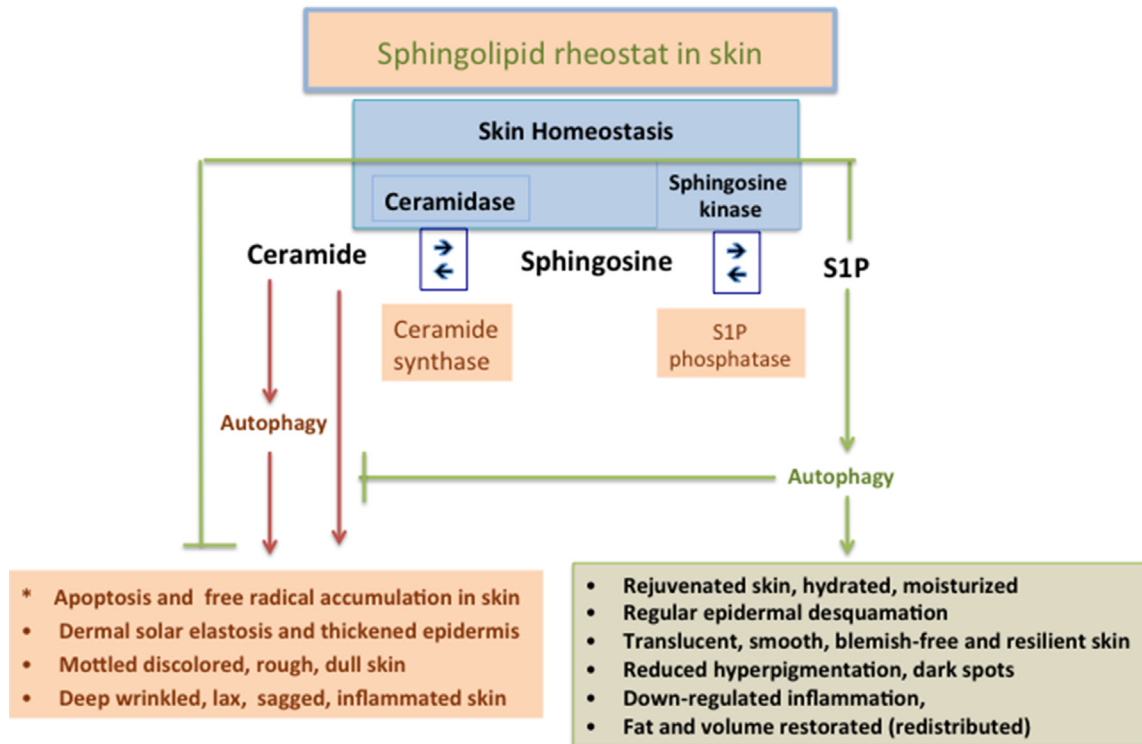 Sphingolipid rheostat in skin
Skin Homeostasis
Ceramidase
Sphingosine
kinase
Ceramide
Sphingosine
S1P
Ceramide
synthase
S1P
phosphatase
Autophagy
Autophagy
* Apoptosis and free radical accumulation in skin
• Dermal solar elastosis and thickened epidermis
• Mottled discolored, rough, dull skin
• Deep wrinkled, lax, sagged, inflammated skin
• Rejuvenated skin, hydrated, moisturized
• Regular epidermal desquamation
• Translucent, smooth, blemish-free and resilient skin
• Reduced hyperpigmentation, dark spots
• Down-regulated inflammation,
• Fat and volume restorated (redistributed)